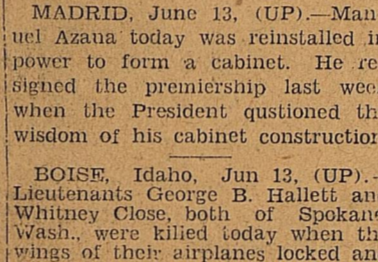 MADRID, June 13, (UP).—Man
uel Azana today was reinstalled i
power to form a cabinet. He re
signed the premiership last wee
when the President qustioned th
wisdom of his cabinet construction
BOISE, Idaho, Jun 13, (UP).-
Lieutenants George B. Hallett an
Whitney Close, both of Spokane
Wash., were killed today when th
wings of their airplanes locked an